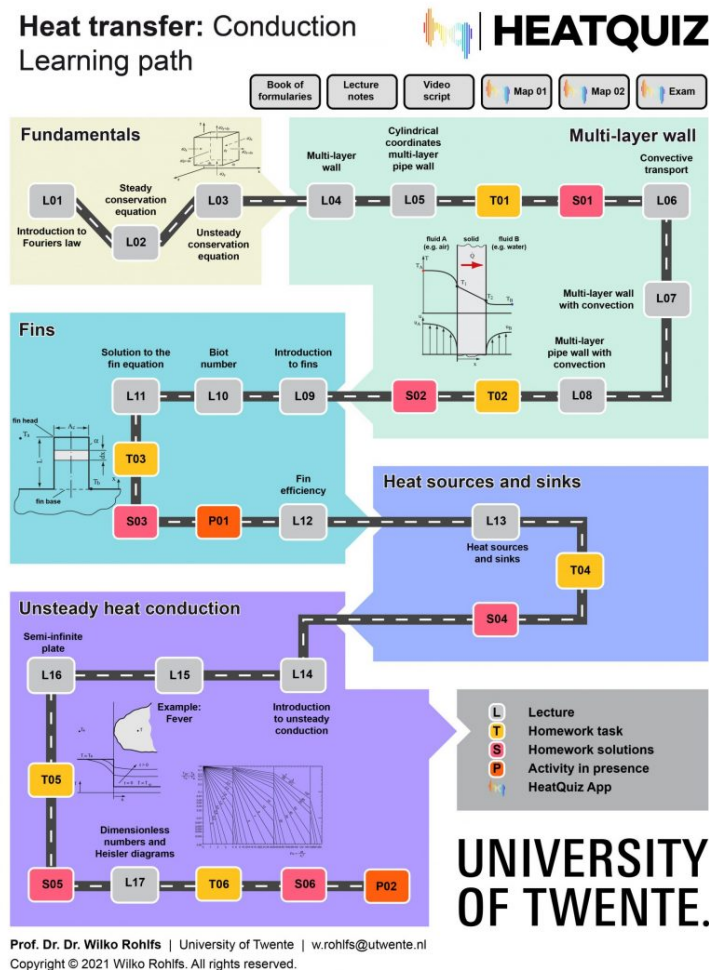 Heat transfer: Conduction
Learning path
HEATQUIZ
Book of
formularies
Lecture
notes
Video
script
Map 01
Map 02
Exam
Fundamentals
L01
Introduction to
Fouriers law
Steady
conservation
equation
L02
L03
Unsteady
conservation
equation
Multi-layer wall
Multi-layer
wall
L04
Cylindrical
coordinates
multi-layer
pipe wall
L05
T01
S01
Convective
transport
L06
fluid A
(e.g. air)
solid
fluid B
(e.g. water)
Multi-layer wall
with convection
L07
Multi-layer
pipe wall with
convection
L08
T02
S02
Fins
Introduction
to fins
L09
Biot
number
L10
Solution to the
fin equation
L11
fin head
fin base
T03
S03
P01
Fin
efficiency
L12
Heat sources and sinks
L13
Heat sources
and sinks
T04
S04
Unsteady heat conduction
L14
Introduction
to unsteady
conduction
L15
Example:
Fever
Semi-infinite
plate
L16
T05
S05
Dimensionless
numbers and
Heisler diagrams
L17
T06
S06
P02
L Lecture
T Homework task
S Homework solutions
P Activity in presence
HeatQuiz App
UNIVERSITY
OF TWENTE.
Prof. Dr. Dr. Wilko Rohlfs | University of Twente | w.rohlfs@utwente.nl
Copyright © 2021 Wilko Rohlfs. All rights reserved.